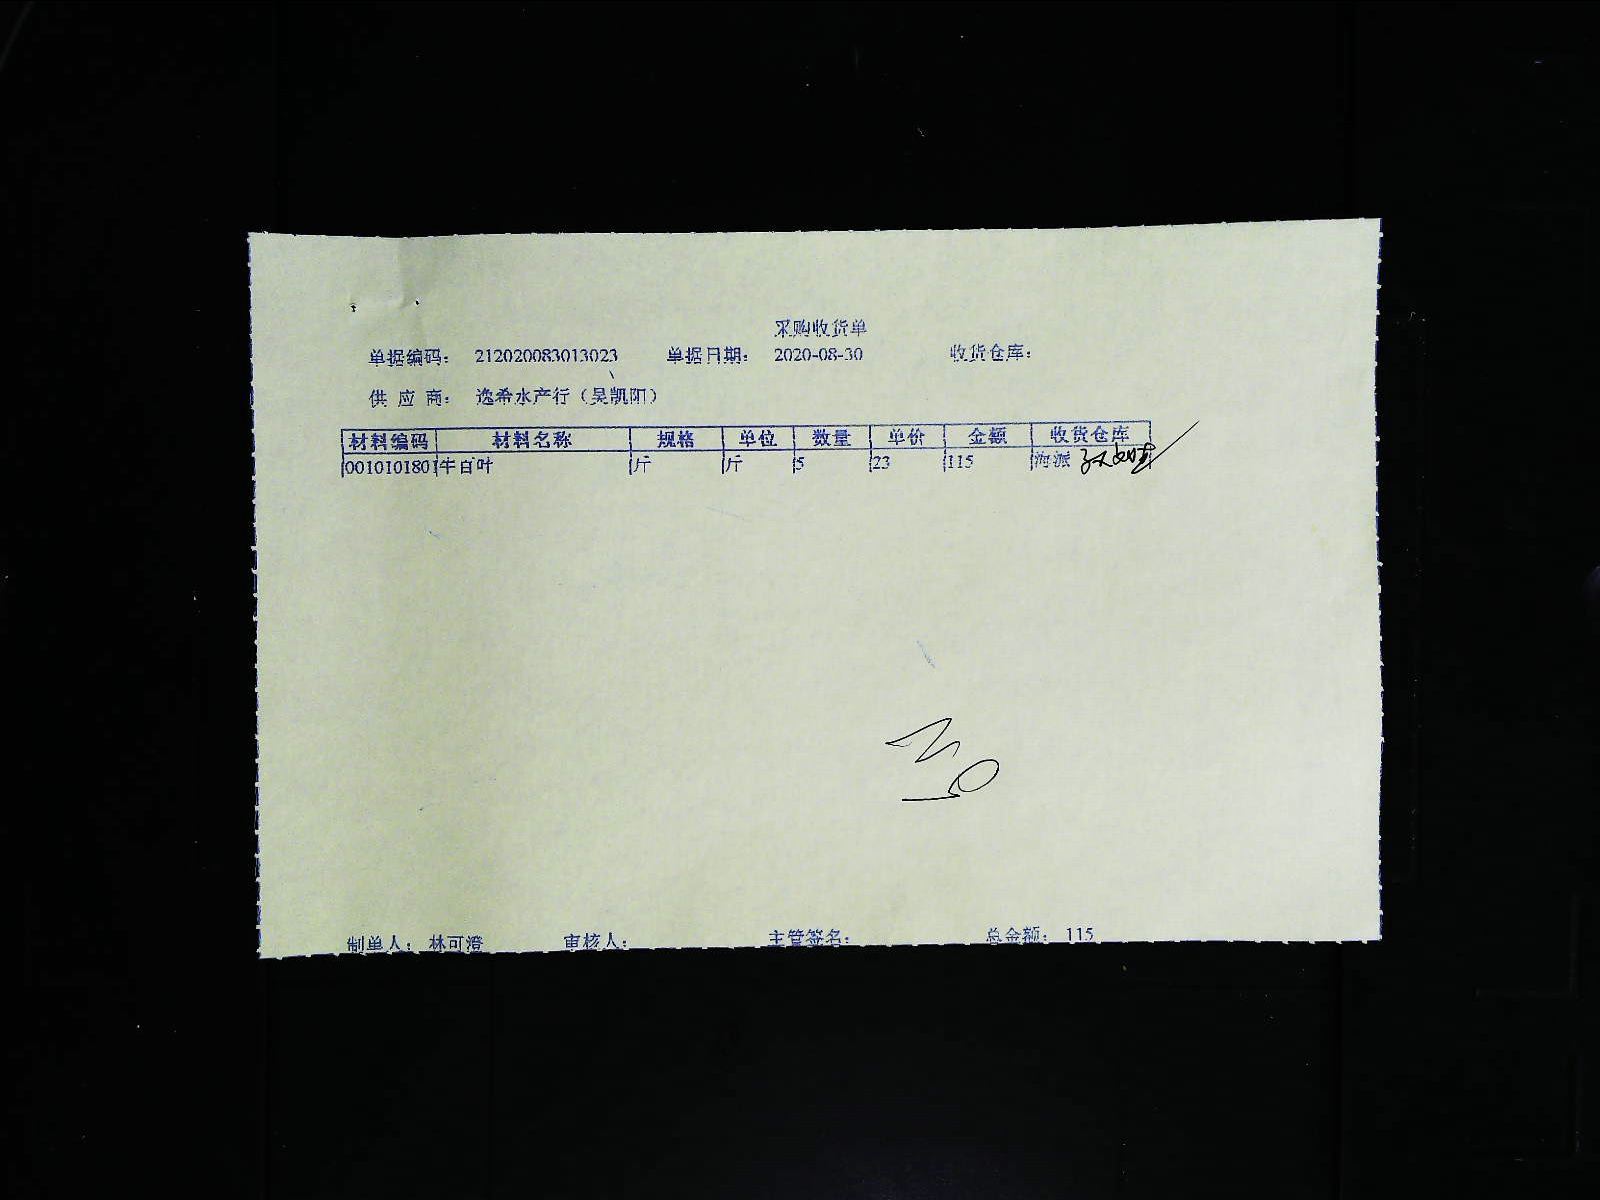 采购收货单
单据编码： 212020083013023 单据日期： 2020-08-30 收货仓库：
供 应 商： 逸希水产行（吴凯阳）
材料编码 材料名称 规格 单位 数量 单价 金额 收货仓库
0010101801 牛百叶 斤 斤 5 23 115 海派
制单人： 林可澄 审核人： 主管签名： 总金额： 115